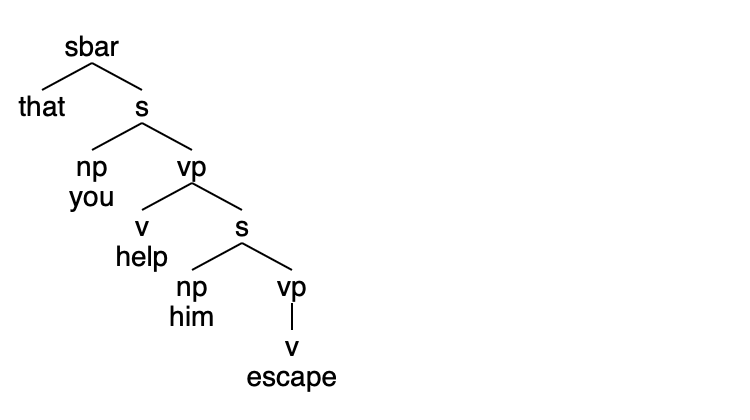 sbar
that s
np vp
you
v s
help
np vp
him
v
escape